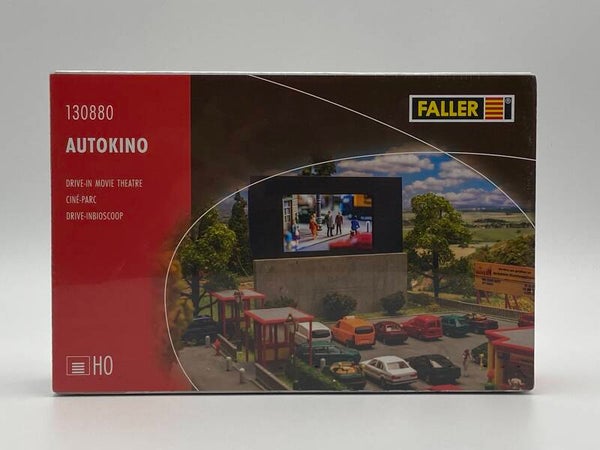 130880
AUTOKINO
DRIVE-IN MOVIE THEATRE
CINÉ-PARC
DRIVE-INBIOSCOOP
H0
FALLER